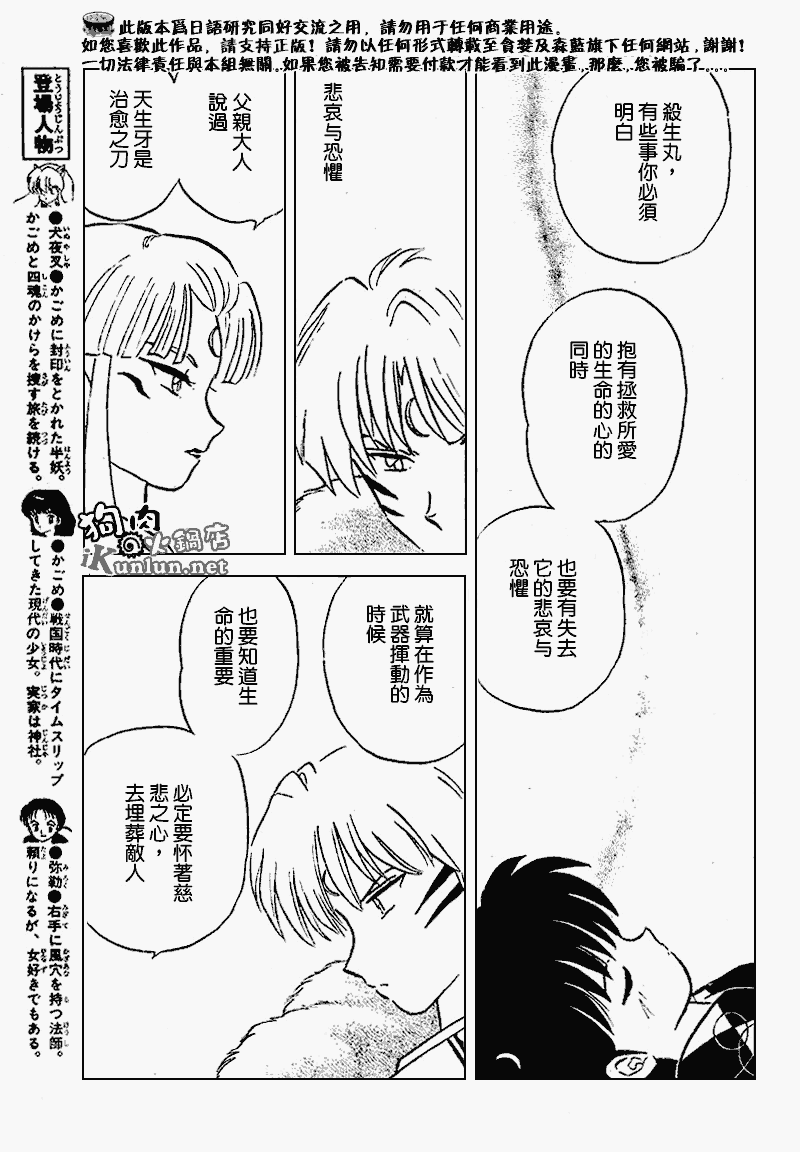 此版本爲日語研究同好交流之用，請勿用于任何商業用途。
如您喜歡此作品，請支持正版！請勿以任何形式轉載至貪婪及森藍旗下任何網站，謝謝！
一切法律責任與本組無關。如果您被告知需要付款才能看到此漫畫，那麼，您被騙了。。。
殺生丸，
有些事你必須
明白
抱有拯救所愛
的生命的心的
同時
也要有失去
它的悲哀与
恐懼
悲哀与恐懼
父親大人
說過
天生牙是
治愈之刀
就算在作為
武器揮動的
時候
也要知道生
命的重要
必定要怀著慈
悲之心，
去埋葬敵人
登場人物
とうじょうじんぶつ
●犬夜叉●かごめに封印をとかれた半妖。
かごめと四魂のかけらを捜す旅を続ける。
●かごめ●戦国時代にタイムスリップ
してきた現代の少女。実家は神社。
●弥勒●右手に風穴を持つ法師。
頼りになるが、女好きでもある。
狗肉
火鍋店
iKunlun.net